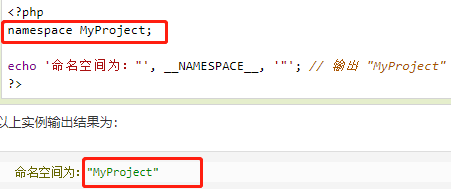 <?php
namespace MyProject;
echo '命名空间为："', __NAMESPACE__, '"'; // 输出 "MyProject"
?>
以上实例输出结果为:
命名空间为："MyProject"